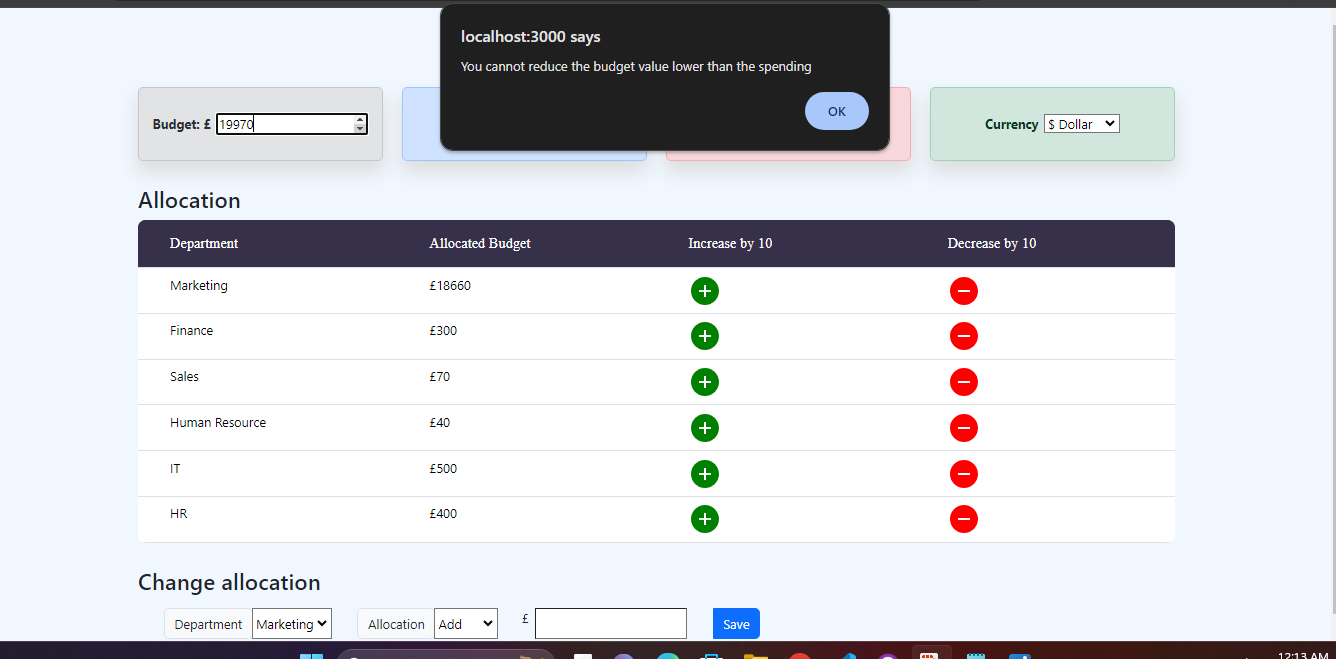 localhost:3000 says
You cannot reduce the budget value lower than the spending
OK
Budget: £ 19970
Currency $ Dollar
Allocation
Department Allocated Budget Increase by 10 Decrease by 10
Marketing £18660
Finance £300
Sales £70
Human Resource £40
IT £500
HR £400
Change allocation
Department Marketing Allocation Add £ Save
12:13 AM